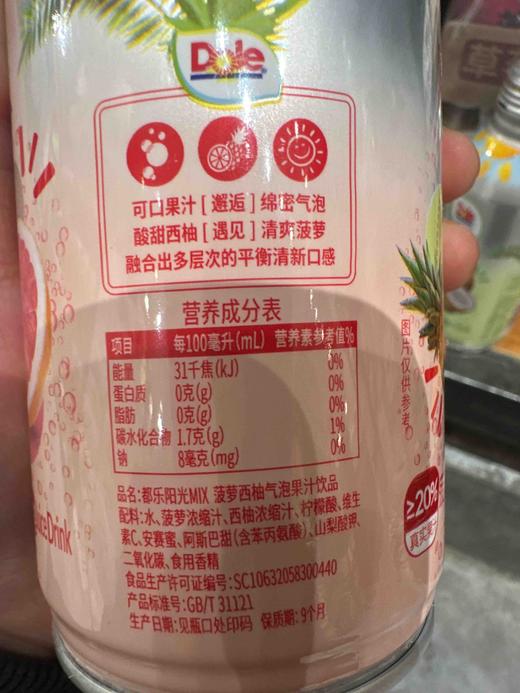 Dole
可口果汁[邂逅]绵密气泡
酸甜西柚[遇见]清爽菠萝
融合出多层次的平衡清新口感
营养成分表
项目 每100毫升(mL) 营养素参考值%
能量 31千焦(kJ) 0%
蛋白质 0克(g) 0%
脂肪 0克(g) 0%
碳水化合物 1.7克(g) 1%
钠 8毫克(mg) 0%
品名:都乐阳光MIX 菠萝西柚气泡果汁饮品
配料:水、菠萝浓缩汁、西柚浓缩汁、柠檬酸、维生
素C、安赛蜜、阿斯巴甜(含苯丙氨酸)、山梨酸钾、
二氧化碳、食用香精
食品生产许可证编号:SC10632058300440
产品标准号:GB/T 31121
生产日期:见瓶口处印码 保质期:9个月
图片仅供参考
≥20%
真实果
Juice Drink
草